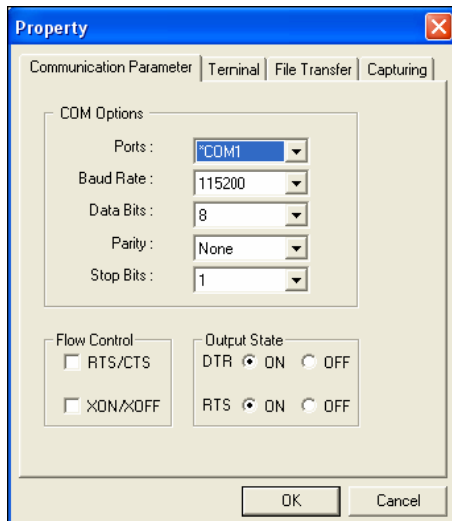 Property
Communication Parameter Terninal File Transfer Capturing
COM Options
Ports : *COM1
Baud Rate : 115200
Data Bits : 8
Parity : None
Stop Bits : 1
Flow Control Output State
RTS/CTS DTR ON OFF
XON/XOFF RTS ON OFF
OK Cancel